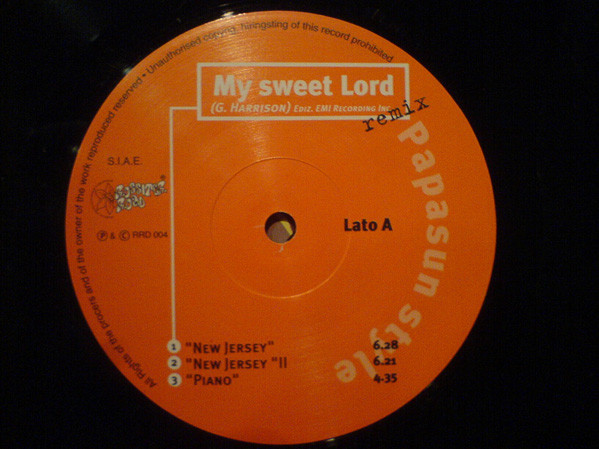 All Rights of the procers and of the owner of the work reproduced reserved • Unauthorised copying, hiringsting of this record prohibited
My sweet Lord
(G. HARRISON) EDIZ. EMI RECORDING INC.
remix
Papasun style
S.I.A.E.
Ⓟ & Ⓒ RRD 004
Lato A
1 "NEW JERSEY" 6.28
2 "NEW JERSEY "II 6.21
3 "PIANO" 4-35